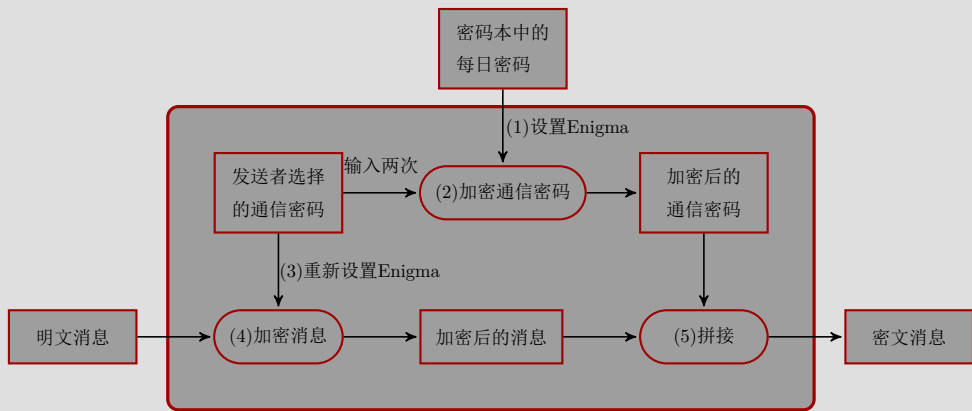 密码本中的
每日密码
(1)设置Enigma
发送者选择
的通信密码
输入两次
(2)加密通信密码
加密后的
通信密码
(3)重新设置Enigma
明文消息
(4)加密消息
加密后的消息
(5)拼接
密文消息